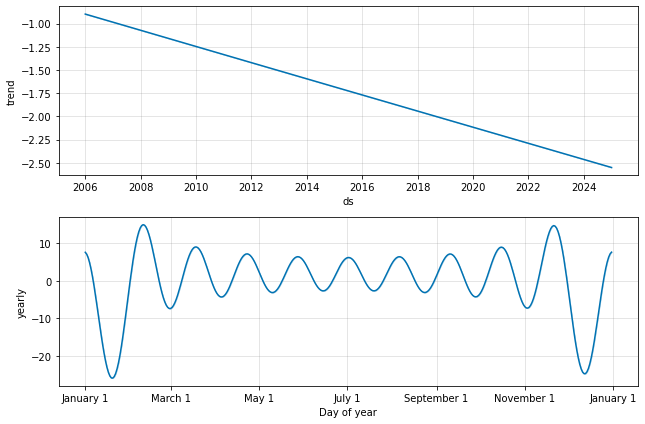 −1.00
−1.25
−1.50
−1.75
−2.00
−2.25
−2.50
trend
2006 2008 2010 2012 2014 2016 2018 2020 2022 2024
ds
10
0
−10
−20
yearly
January 1 March 1 May 1 July 1 September 1 November 1 January 1
Day of year